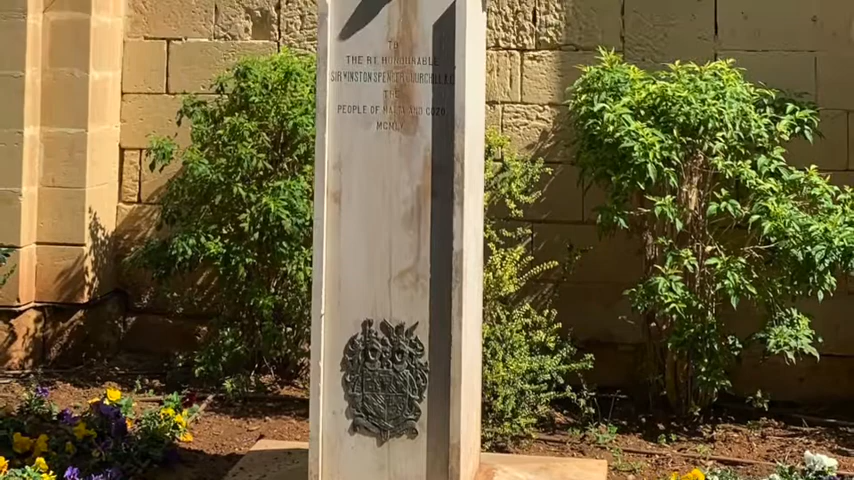 TO
THE RT HONOURABLE
SIR WINSTON SPENCER CHURCHILL K.G.
THE
PEOPLE OF MALTA AND GOZO
MCMLV